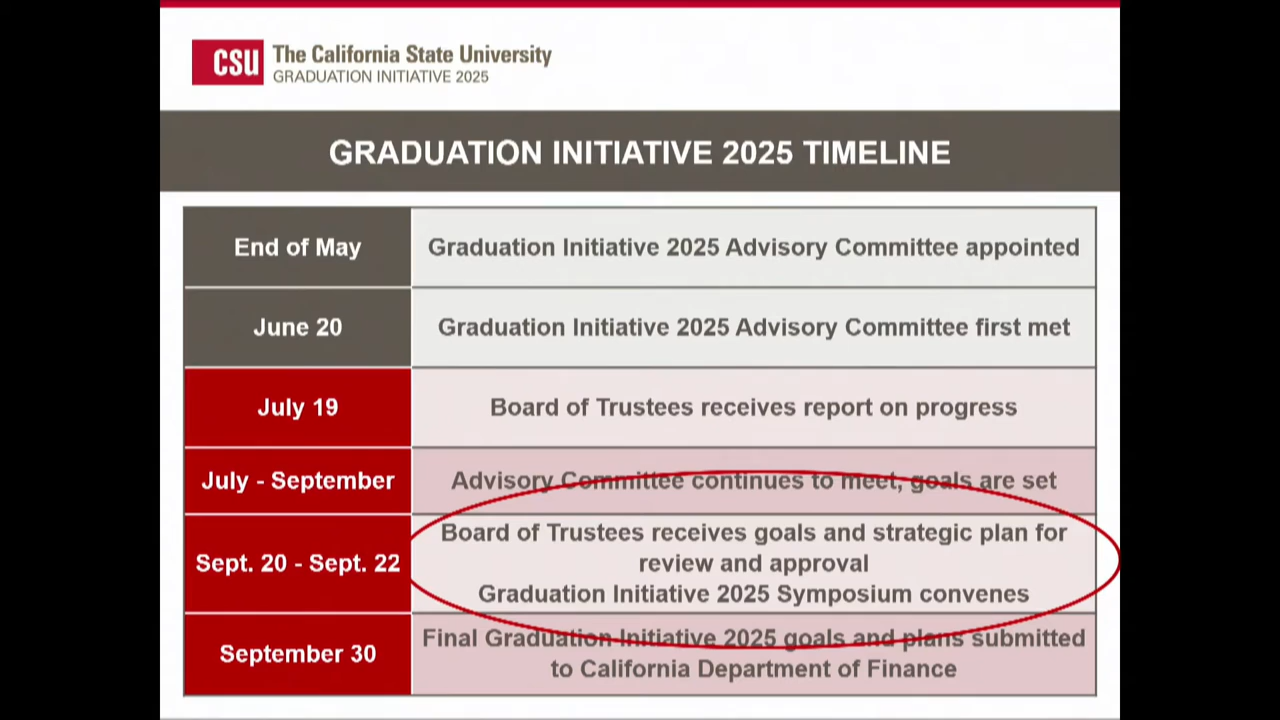 CSU The California State University
GRADUATION INITIATIVE 2025
GRADUATION INITIATIVE 2025 TIMELINE
End of May Graduation Initiative 2025 Advisory Committee appointed
June 20 Graduation Initiative 2025 Advisory Committee first met
July 19 Board of Trustees receives report on progress
July - September Advisory Committee continues to meet, goals are set
Sept. 20 - Sept. 22 Board of Trustees receives goals and strategic plan for
review and approval
Graduation Initiative 2025 Symposium convenes
September 30 Final Graduation Initiative 2025 goals and plans submitted
to California Department of Finance